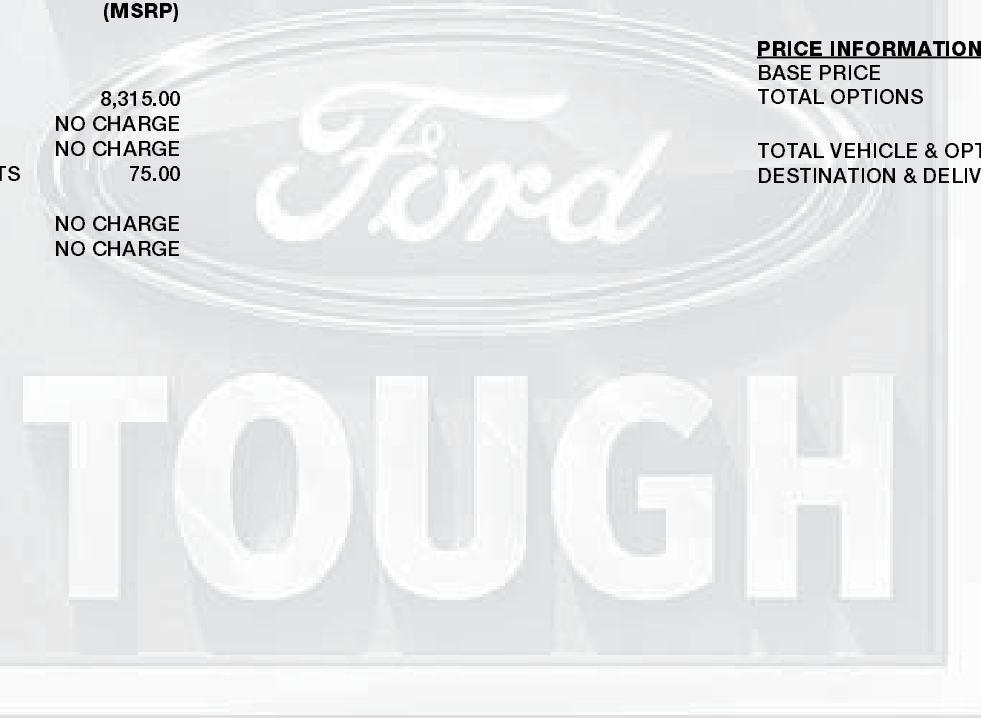 (MSRP)
8,315.00
NO CHARGE
NO CHARGE
TS 75.00
NO CHARGE
NO CHARGE
PRICE INFORMATION
BASE PRICE
TOTAL OPTIONS
TOTAL VEHICLE & OPT
DESTINATION & DELIV
Ford
TOUGH